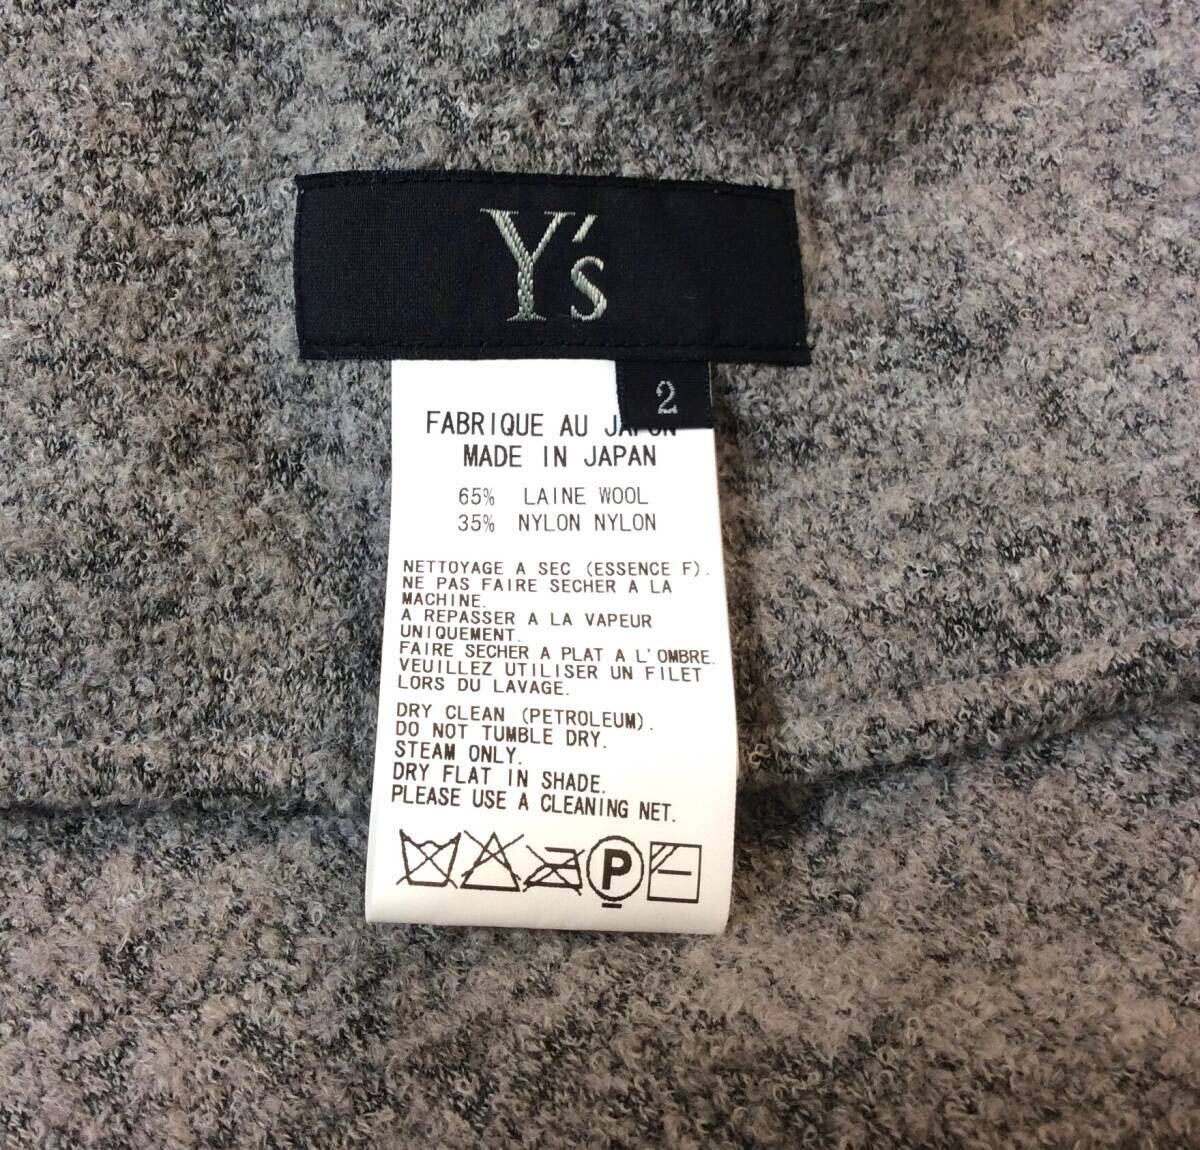 Y's
2
FABRIQUE AU JAPON
MADE IN JAPAN
65% LAINE WOOL
35% NYLON NYLON
NETTOYAGE A SEC (ESSENCE F).
NE PAS FAIRE SECHER A LA
MACHINE.
A REPASSER A LA VAPEUR
UNIQUEMENT.
FAIRE SECHER A PLAT A L'OMBRE.
VEUILLEZ UTILISER UN FILET
LORS DU LAVAGE.
DRY CLEAN (PETROLEUM).
DO NOT TUMBLE DRY.
STEAM ONLY.
DRY FLAT IN SHADE.
PLEASE USE A CLEANING NET.
P